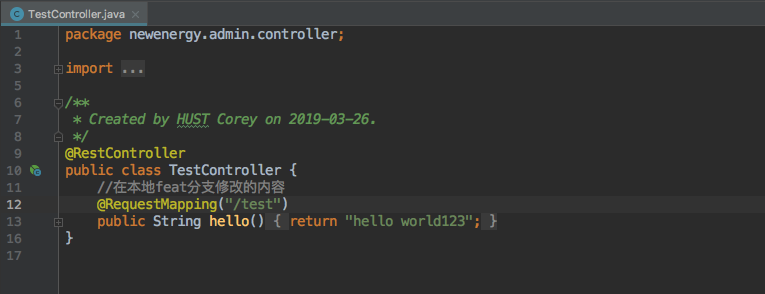 TestController.java
1 package newenergy.admin.controller;
2
3 import ...
5
6 /**
7  * Created by HUST Corey on 2019-03-26.
8  */
9 @RestController
10 public class TestController {
11     //在本地feat分支修改的内容
12     @RequestMapping("/test")
13     public String hello() { return "hello world123"; }
16 }
17